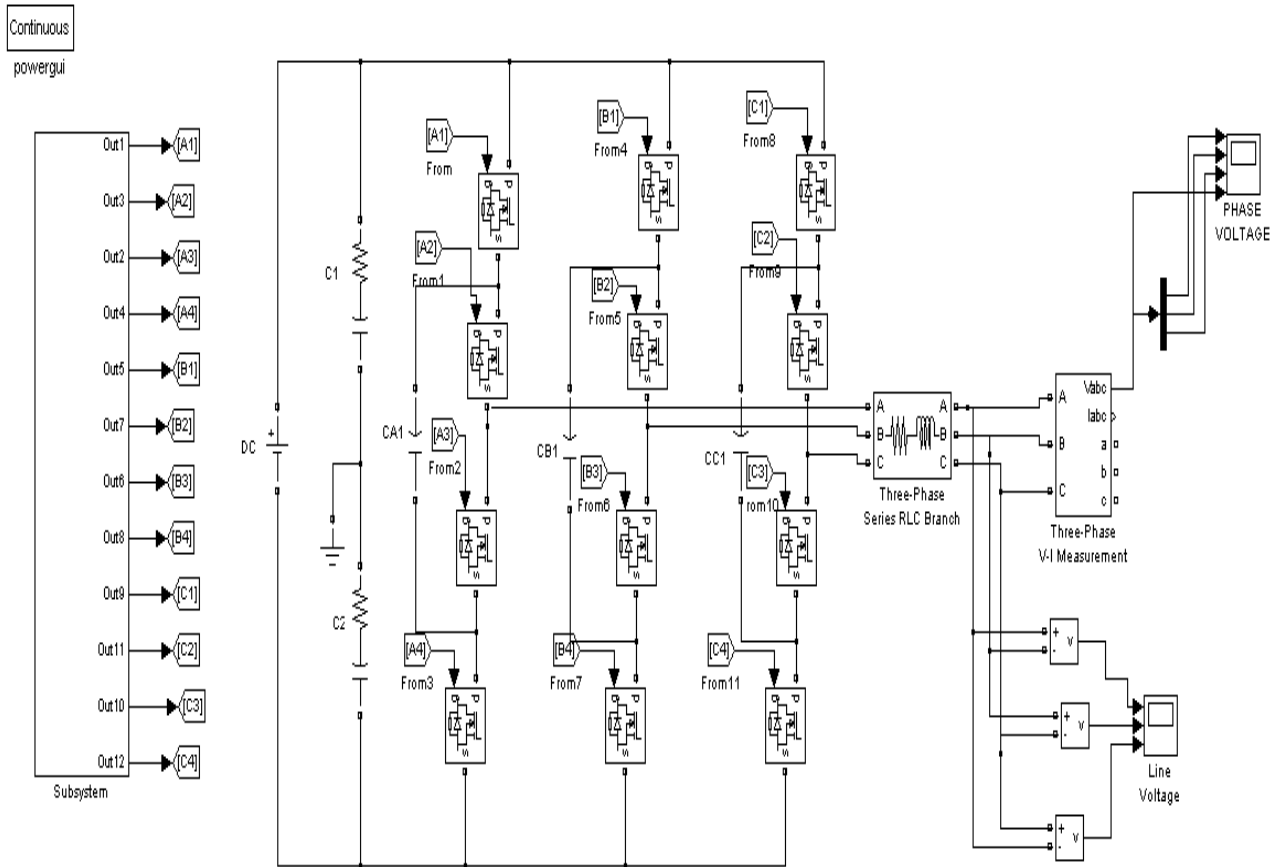 Continuous
powergui
Out1
[A1]
Out3
[A2]
Out2
[A3]
Out4
[A4]
Out5
[B1]
Out7
[B2]
Out6
[B3]
Out8
[B4]
Out9
[C1]
Out11
[C2]
Out10
[C3]
Out12
[C4]
Subsystem
DC
+
C1
C2
[A1]
From
[A2]
From1
CA1
[A3]
From2
[A4]
From3
[B1]
From4
[B2]
From5
CB1
[B3]
From6
[B4]
From7
[C1]
From8
[C2]
From9
CC1
[C3]
rom10
[C4]
From11
A
B
C
A
B
C
Three-Phase
Series RLC Branch
A
B
C
Vabc
Iabc
a
b
c
Three-Phase
V-I Measurement
PHASE
VOLTAGE
+
-
v
+
-
v
+
-
v
Line
Voltage